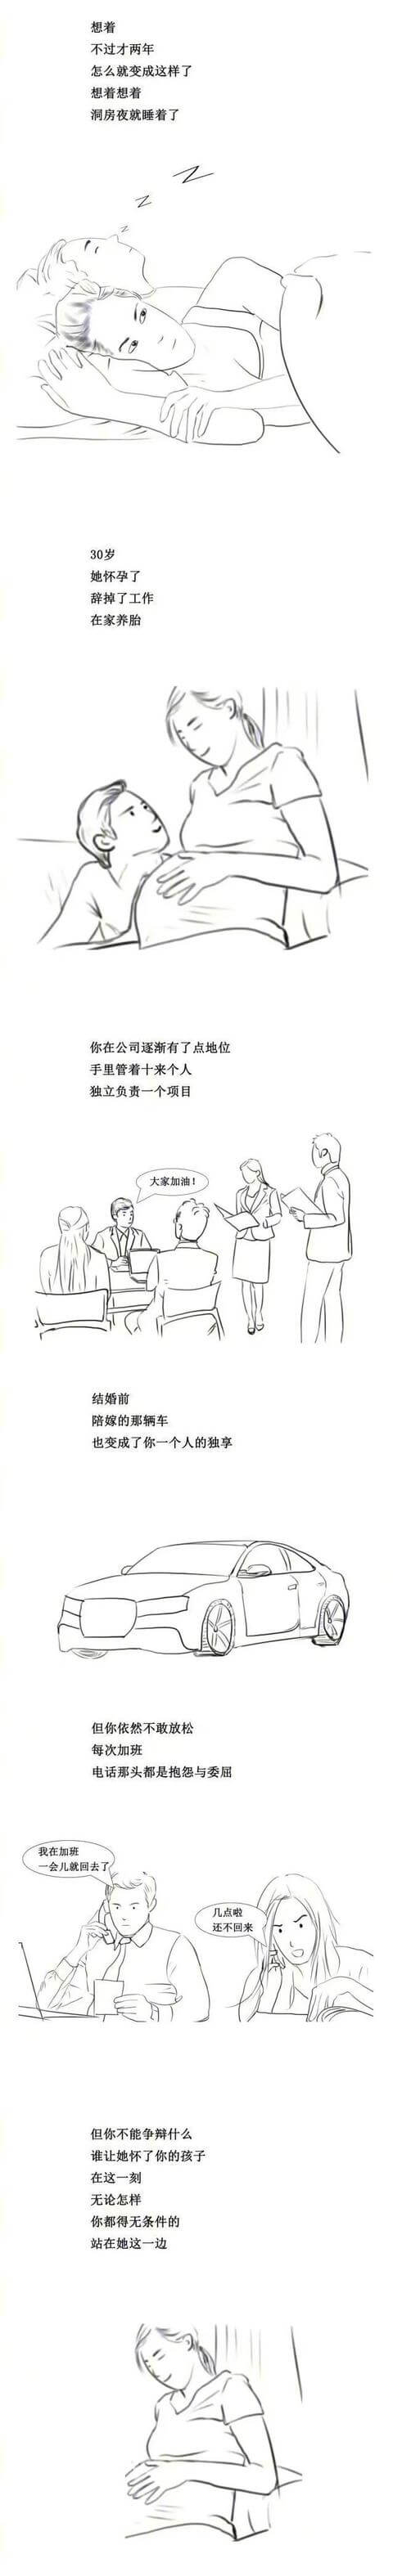 想着
不过才两年
怎么就变成这样了
想着想着
洞房夜就睡着了
Z
Z
Z
30岁
她怀孕了
辞掉了工作
在家养胎
你在公司逐渐有了点地位
手里管着十来个人
独立负责一个项目
大家加油！
结婚前
陪嫁的那辆车
也变成了你一个人的独享
但你依然不敢放松
每次加班
电话那头都是抱怨与委屈
我在加班
一会儿就回去了
几点啦
还不回来
但你不能争辩什么
谁让她怀了你的孩子
在这一刻
无论怎样
你都得无条件的
站在她这一边